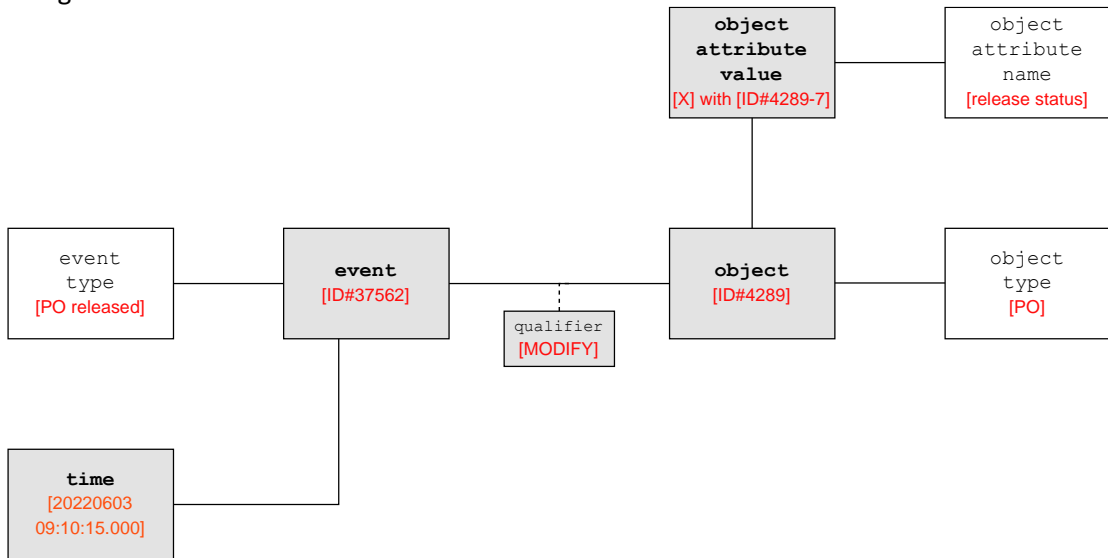 object
attribute
value
[X] with [ID#4289-7]
object
attribute
name
[release status]
event
type
[PO released]
event
[ID#37562]
object
[ID#4289]
object
type
[PO]
qualifier
[MODIFY]
time
[20220603
09:10:15.000]